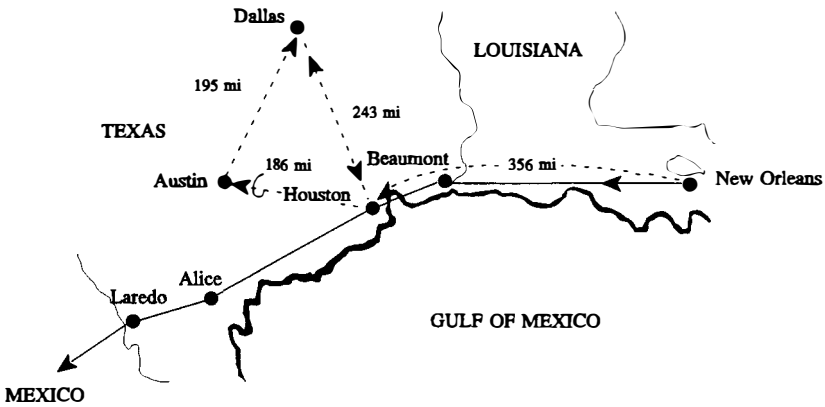 Dallas
LOUISIANA
195 mi
243 mi
TEXAS
186 mi
Beaumont
356 mi
Austin
Houston
New Orleans
Alice
Laredo
GULF OF MEXICO
MEXICO